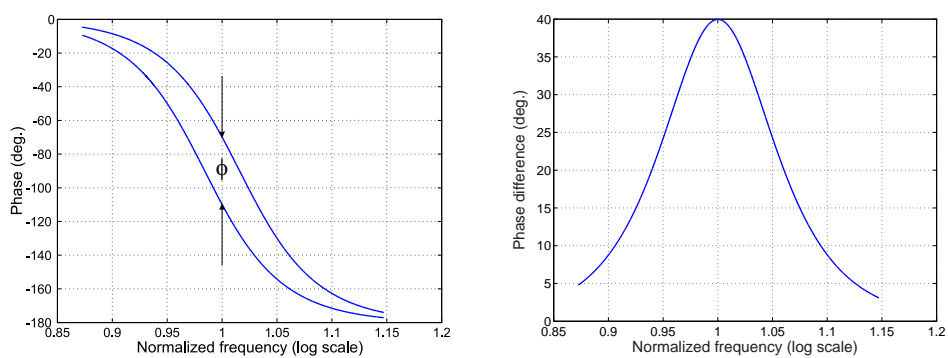 0
-20
-40
-60
-80
-100
-120
-140
-160
-180
Phase (deg.)
ϕ
0.85 0.9 0.95 1 1.05 1.1 1.15 1.2
Normalized frequency (log scale)
40
35
30
25
20
15
10
5
0
Phase difference (deg.)
0.85 0.9 0.95 1 1.05 1.1 1.15 1.2
Normalized frequency (log scale)